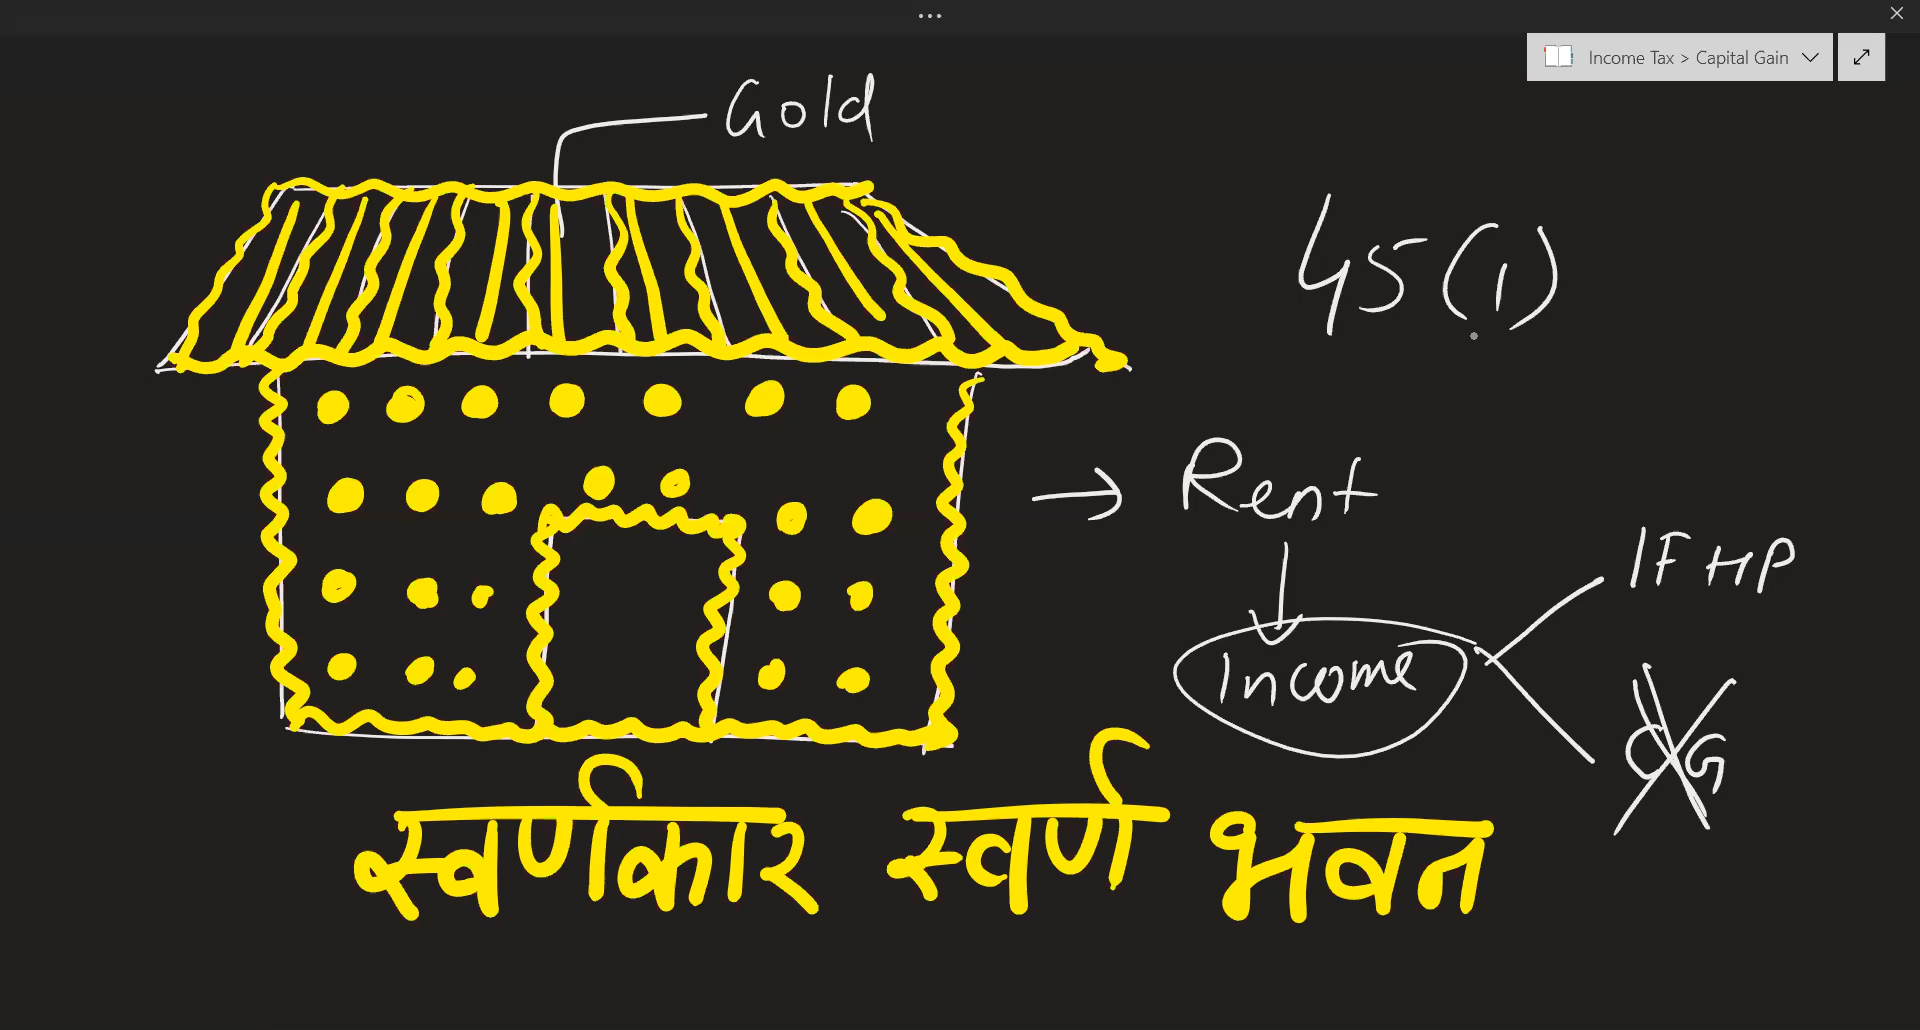 Income Tax > Capital Gain
Gold
45(1)
Rent
IFHP
Income
CG
स्वर्णकार स्वर्ण भवन